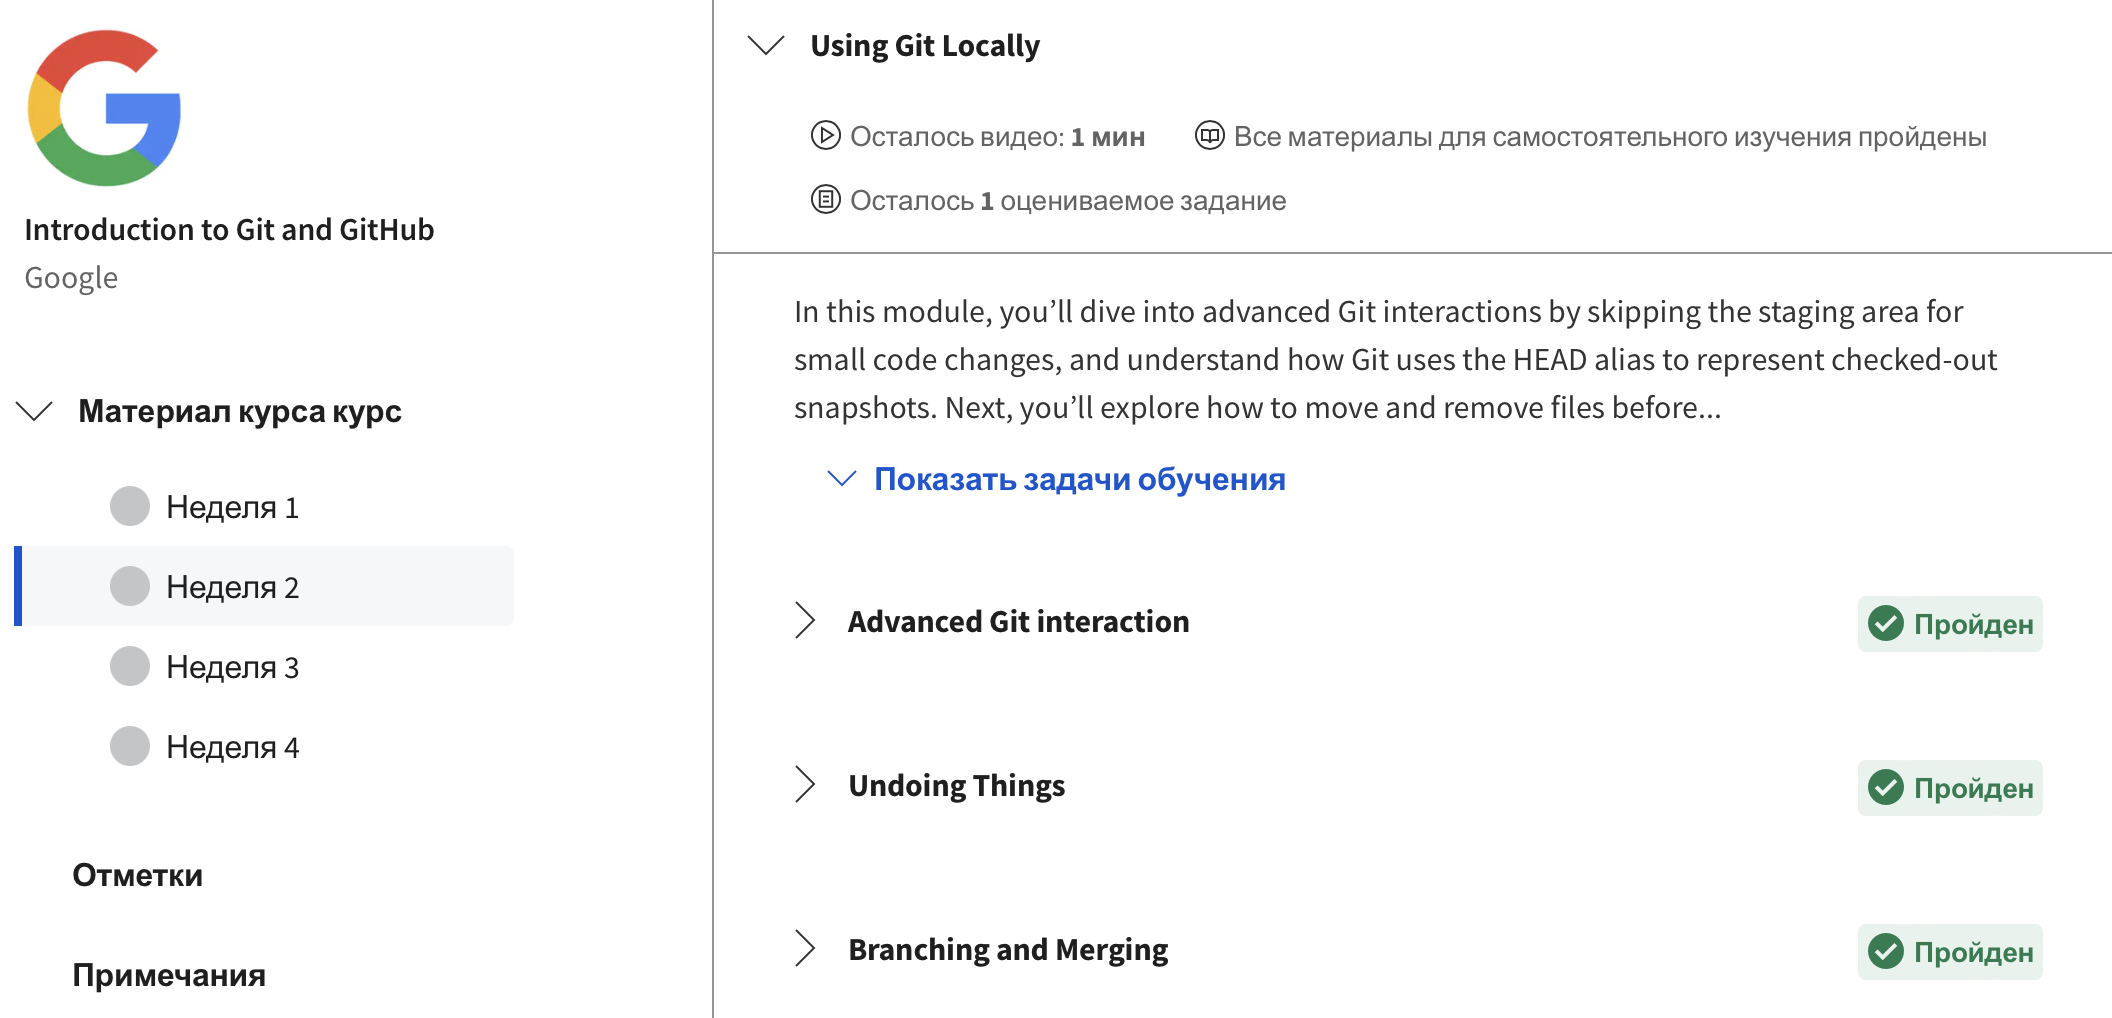 Introduction to Git and GitHub
Google
Материал курса курс
Неделя 1
Неделя 2
Неделя 3
Неделя 4
Отметки
Примечания
Using Git Locally
Осталось видео: 1 мин
Все материалы для самостоятельного изучения пройдены
Осталось 1 оцениваемое задание
In this module, you’ll dive into advanced Git interactions by skipping the staging area for
small code changes, and understand how Git uses the HEAD alias to represent checked-out
snapshots. Next, you’ll explore how to move and remove files before...
Показать задачи обучения
Advanced Git interaction
Пройден
Undoing Things
Пройден
Branching and Merging
Пройден